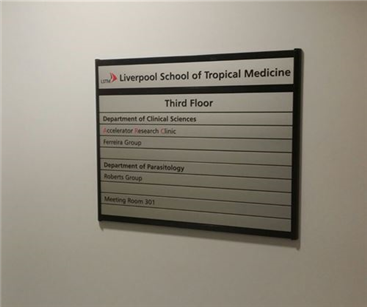 LSTM Liverpool School of Tropical Medicine
Third Floor
Department of Clinical Sciences
Accelerator Research Clinic
Ferreira Group
Department of Parasitology
Roberts Group
Meeting Room 301